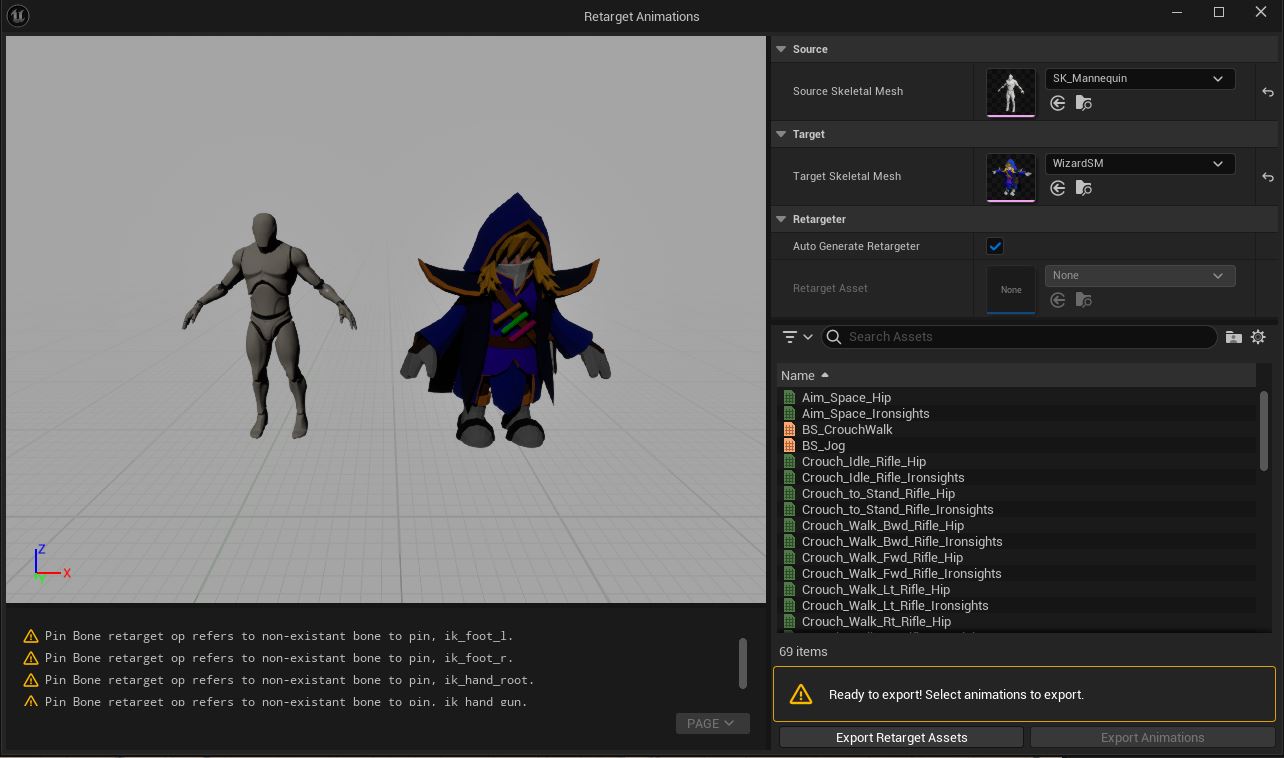 Retarget Animations
Source
Source Skeletal Mesh
SK_Mannequin
Target
Target Skeletal Mesh
WizardSM
Retargeter
Auto Generate Retargeter
Retarget Asset
None
None
Search Assets
Name
Aim_Space_Hip
Aim_Space_Ironsights
BS_CrouchWalk
BS_Jog
Crouch_Idle_Rifle_Hip
Crouch_Idle_Rifle_Ironsights
Crouch_to_Stand_Rifle_Hip
Crouch_to_Stand_Rifle_Ironsights
Crouch_Walk_Bwd_Rifle_Hip
Crouch_Walk_Bwd_Rifle_Ironsights
Crouch_Walk_Fwd_Rifle_Hip
Crouch_Walk_Fwd_Rifle_Ironsights
Crouch_Walk_Lt_Rifle_Hip
Crouch_Walk_Lt_Rifle_Ironsights
Crouch_Walk_Rt_Rifle_Hip
69 items
Ready to export! Select animations to export.
Export Retarget Assets
Export Animations
Z
X
Y
Pin Bone retarget op refers to non-existant bone to pin, ik_foot_l.
Pin Bone retarget op refers to non-existant bone to pin, ik_foot_r.
Pin Bone retarget op refers to non-existant bone to pin, ik_hand_root.
Pin Bone retarget op refers to non-existant bone to pin, ik_hand_gun.
PAGE